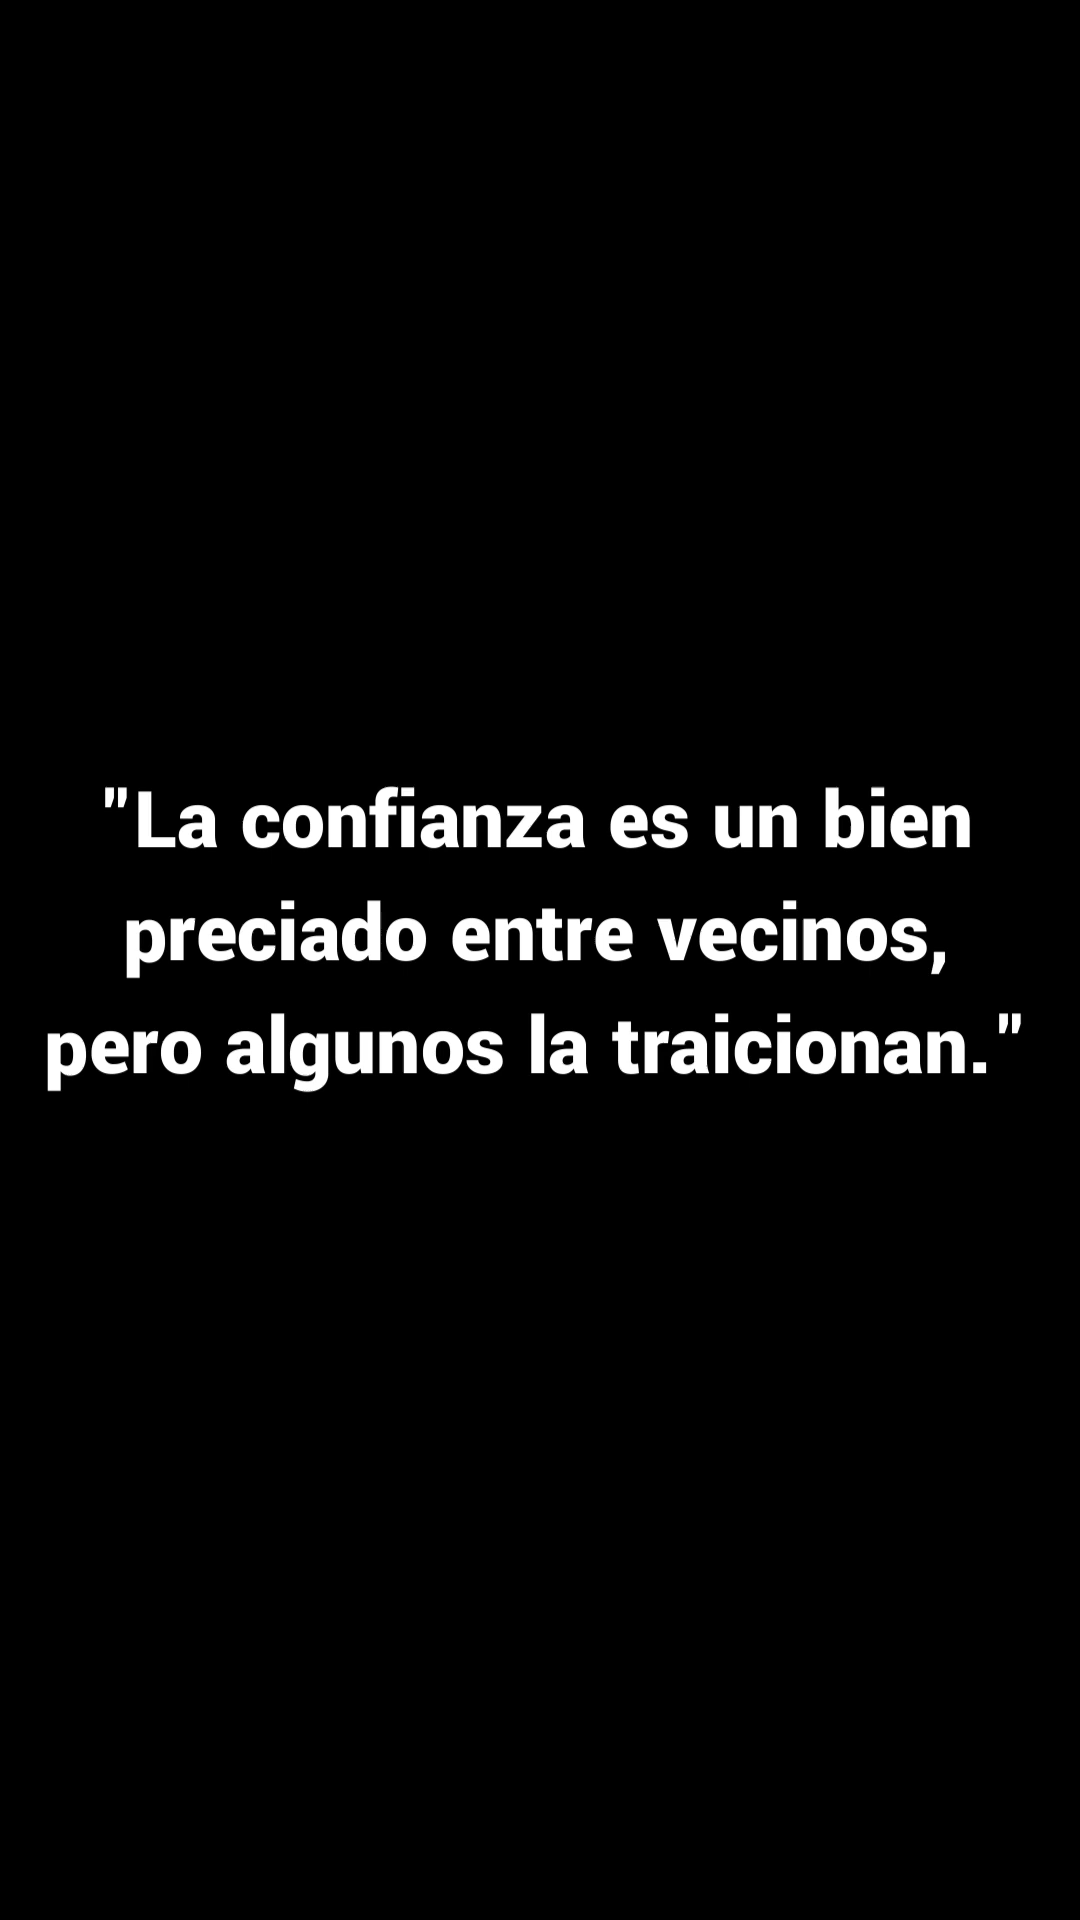 "La confianza es un bien
preciado entre vecinos,
pero algunos la traicionan."